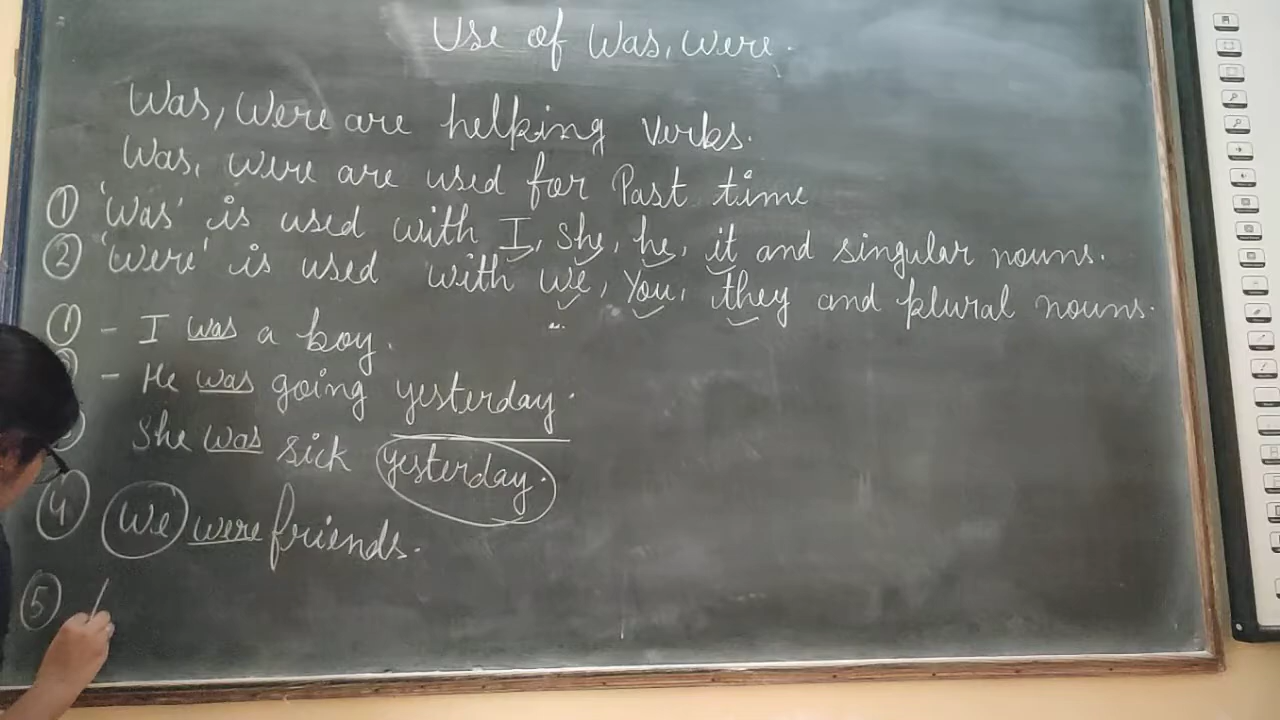 Use of Was, Were.
Was, Were are helping verbs.
Was, were are used for Past time
① 'Was' is used with I, She, he, it and singular nouns.
② 'Were' is used with we, You, they and plural nouns.
① - I was a boy.
- He was going yesterday.
She was sick yesterday.
④ We were friends.
⑤